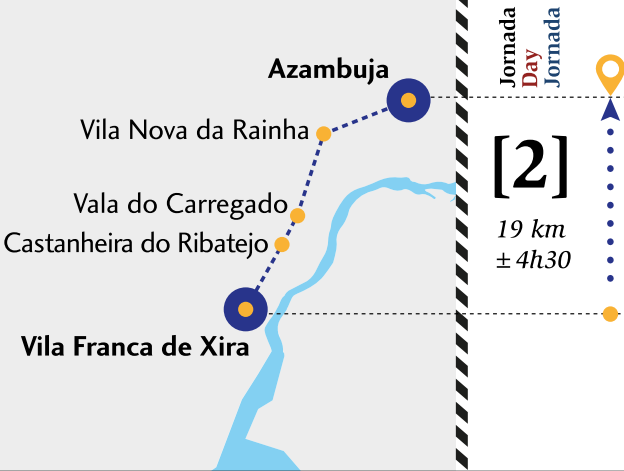 Azambuja
Vila Nova da Rainha
Vala do Carregado
Castanheira do Ribatejo
Vila Franca de Xira
Jornada
Day
Jornada
[2]
19 km
± 4h30